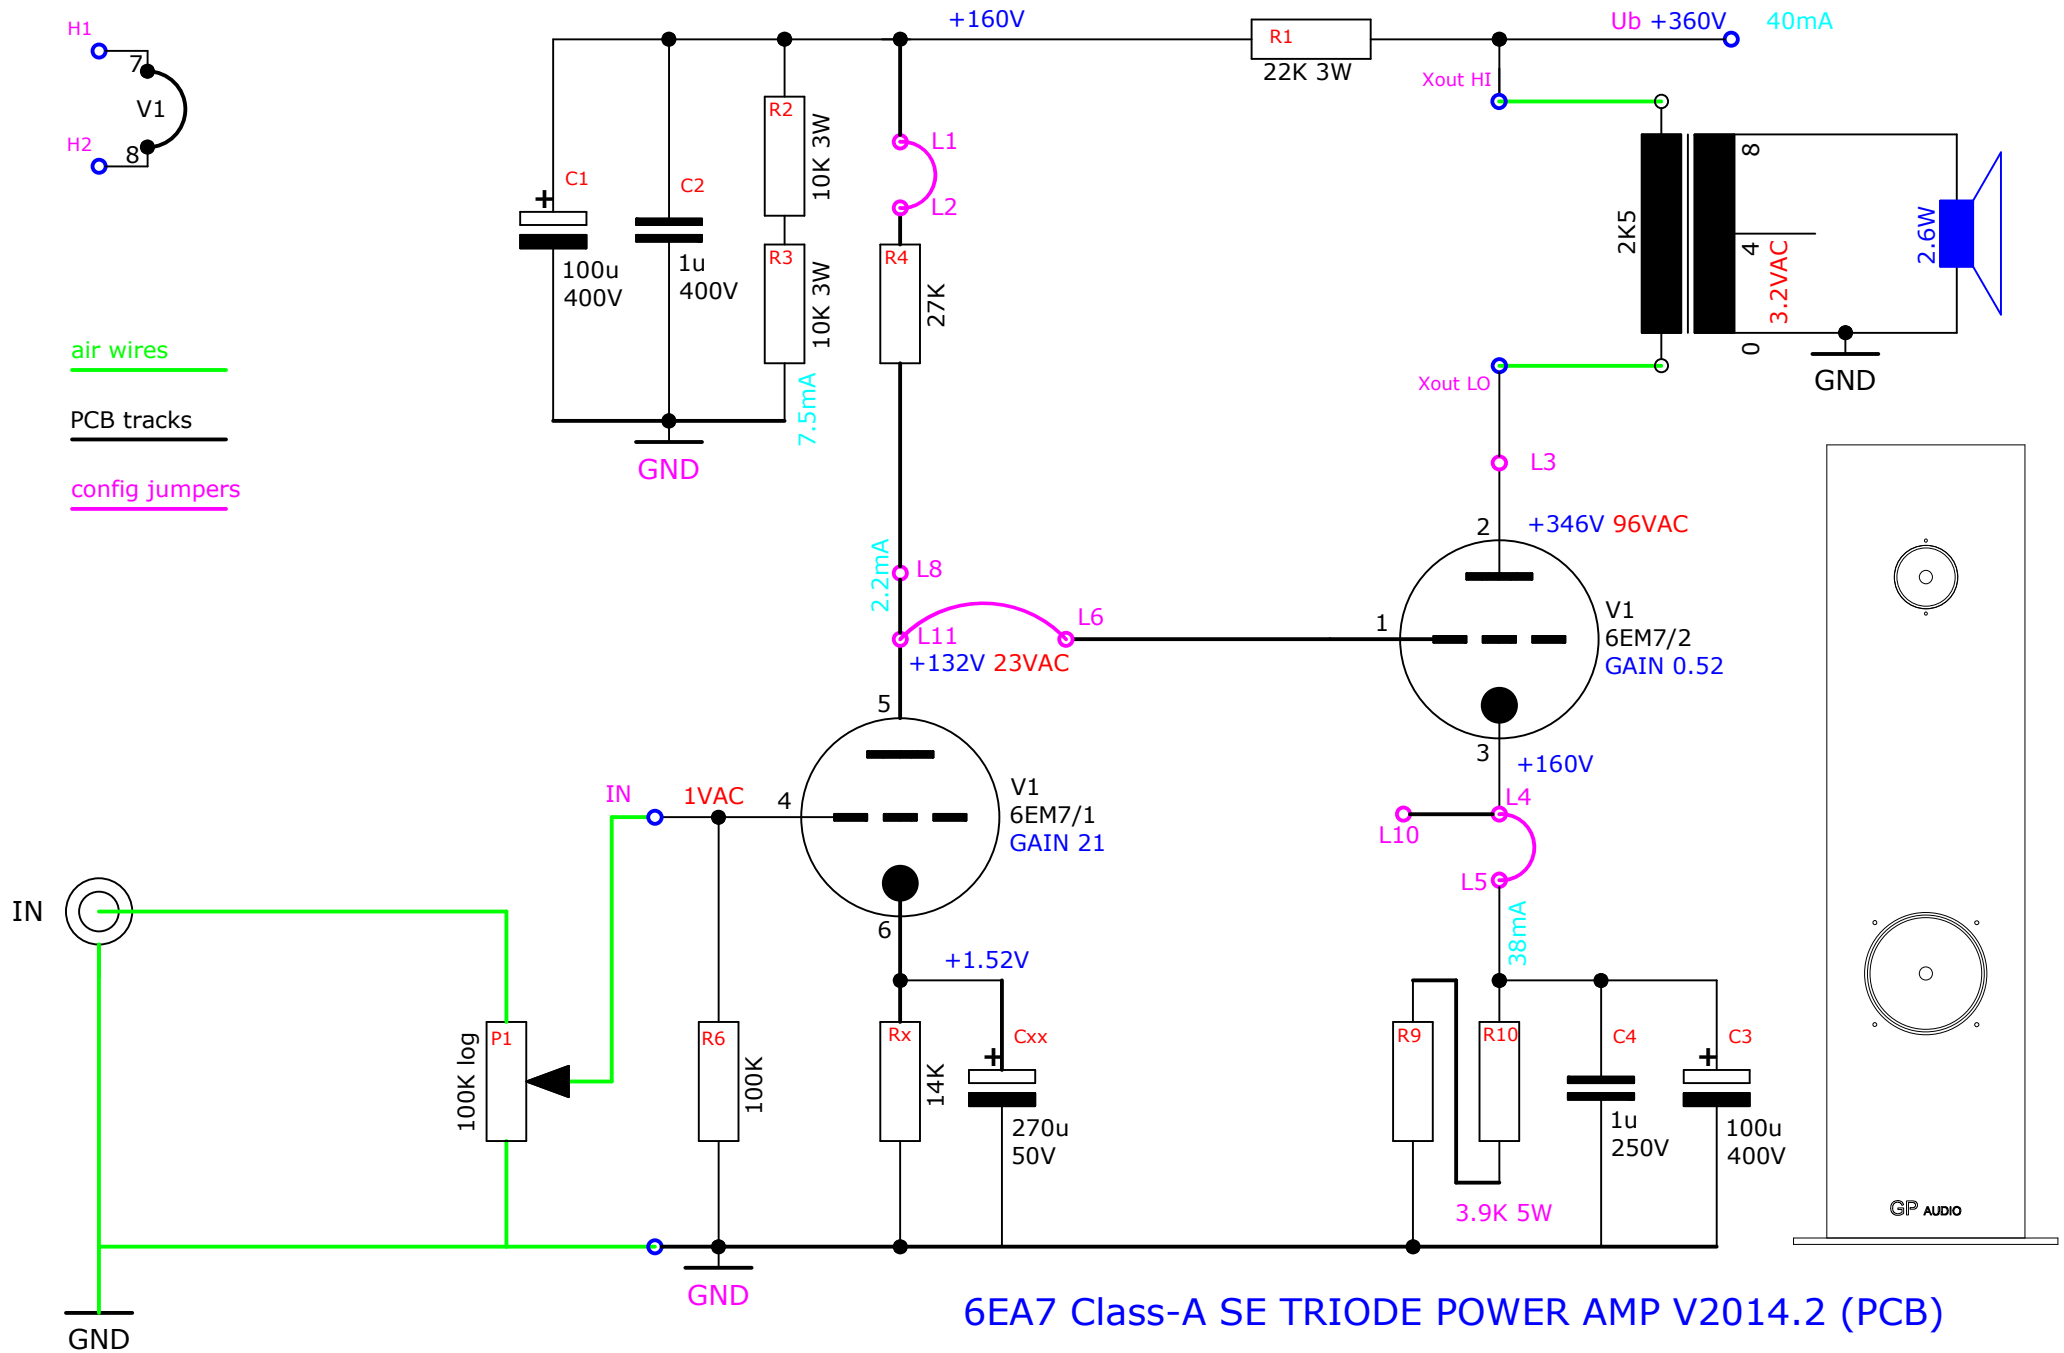 H1
7
V1
H2
8
+160V
R1
22K 3W
Ub +360V
40mA
Xout HI
R2
10K 3W
L1
L2
C1
+
100u
400V
C2
1u
400V
R3
10K 3W
7.5mA
R4
27K
GND
2K5
8
4
0
3.2VAC
2.6W
GND
Xout LO
L3
air wires
PCB tracks
config jumpers
2
+346V 96VAC
2.2mA
L8
L11
L6
+132V 23VAC
1
V1
6EM7/2
GAIN 0.52
3
+160V
5
IN
1VAC
4
V1
6EM7/1
GAIN 21
6
L4
L10
L5
38mA
IN
+1.52V
P1
100K log
R6
100K
Rx
14K
Cxx
+
270u
50V
R9
R10
3.9K 5W
C4
1u
250V
C3
+
100u
400V
GP AUDIO
GND
GND
6EA7 Class-A SE TRIODE POWER AMP V2014.2 (PCB)